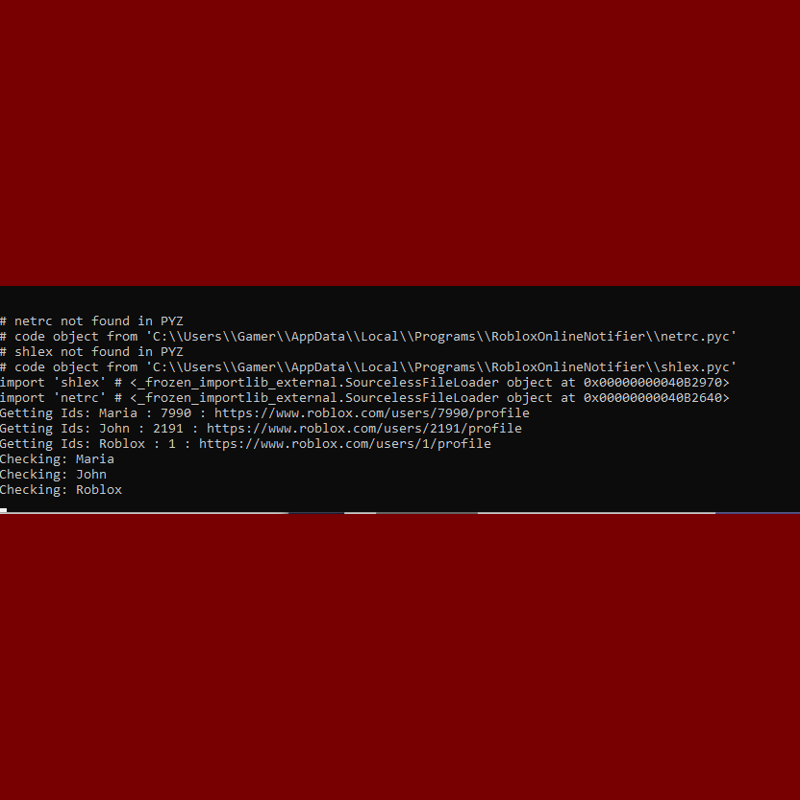 # netrc not found in PYZ
# code object from 'C:\\Users\\Gamer\\AppData\\Local\\Programs\\RobloxOnlineNotifier\\netrc.pyc'
# shlex not found in PYZ
# code object from 'C:\\Users\\Gamer\\AppData\\Local\\Programs\\RobloxOnlineNotifier\\shlex.pyc'
import 'shlex' # <_frozen_importlib_external.SourcelessFileLoader object at 0x00000000040B2970>
import 'netrc' # <_frozen_importlib_external.SourcelessFileLoader object at 0x00000000040B2640>
Getting Ids: Maria : 7990 : https://www.roblox.com/users/7990/profile
Getting Ids: John : 2191 : https://www.roblox.com/users/2191/profile
Getting Ids: Roblox : 1 : https://www.roblox.com/users/1/profile
Checking: Maria
Checking: John
Checking: Roblox